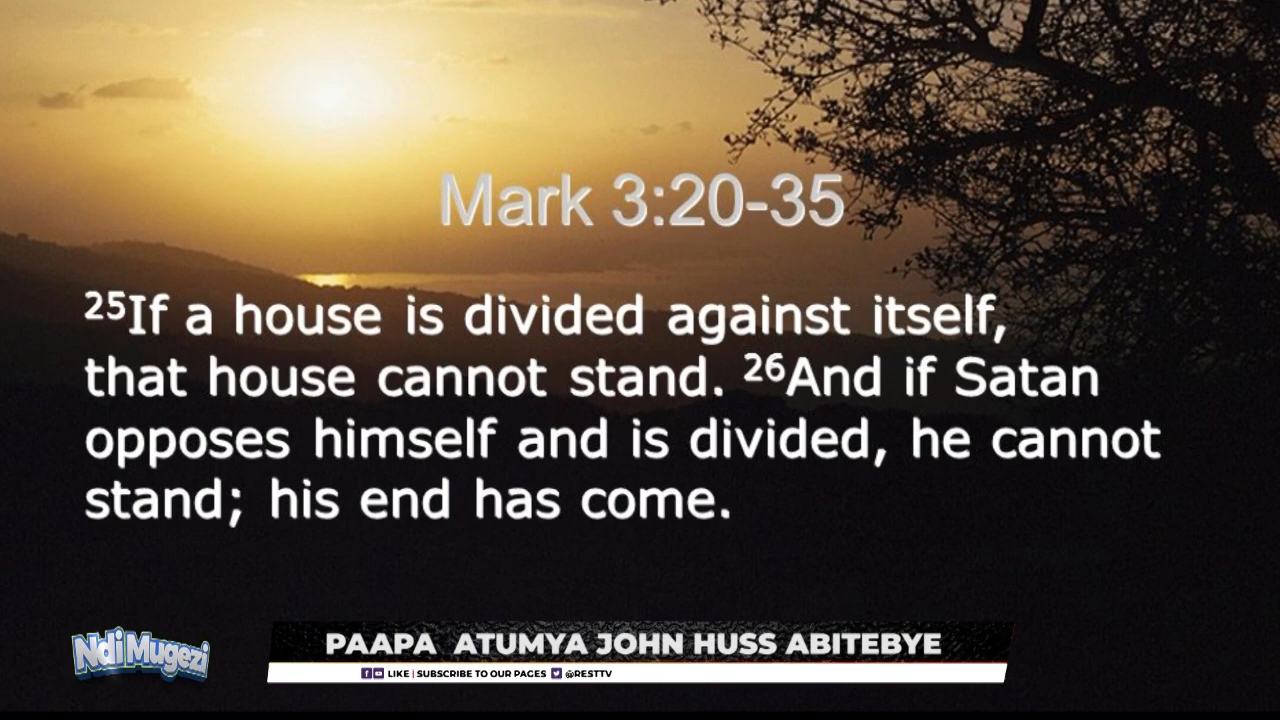 Mark 3:20-35
²⁵If a house is divided against itself,
that house cannot stand. ²⁶And if Satan
opposes himself and is divided, he cannot
stand; his end has come.
Ndi Mugezi
PAAPA ATUMYA JOHN HUSS ABITEBYE
LIKE | SUBSCRIBE TO OUR PAGES @RESTTV